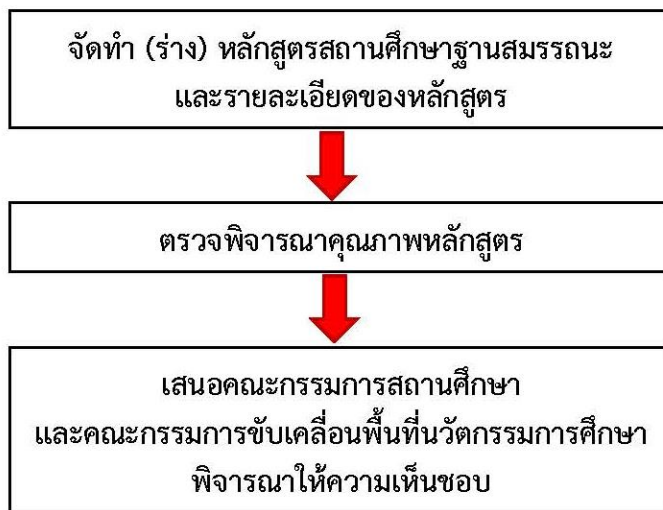 จัดทำ (ร่าง) หลักสูตรสถานศึกษาฐานสมรรถนะ
และรายละเอียดของหลักสูตร
ตรวจพิจารณาคุณภาพหลักสูตร
เสนอคณะกรรมการสถานศึกษา
และคณะกรรมการขับเคลื่อนพื้นที่นวัตกรรมการศึกษา
พิจารณาให้ความเห็นชอบ